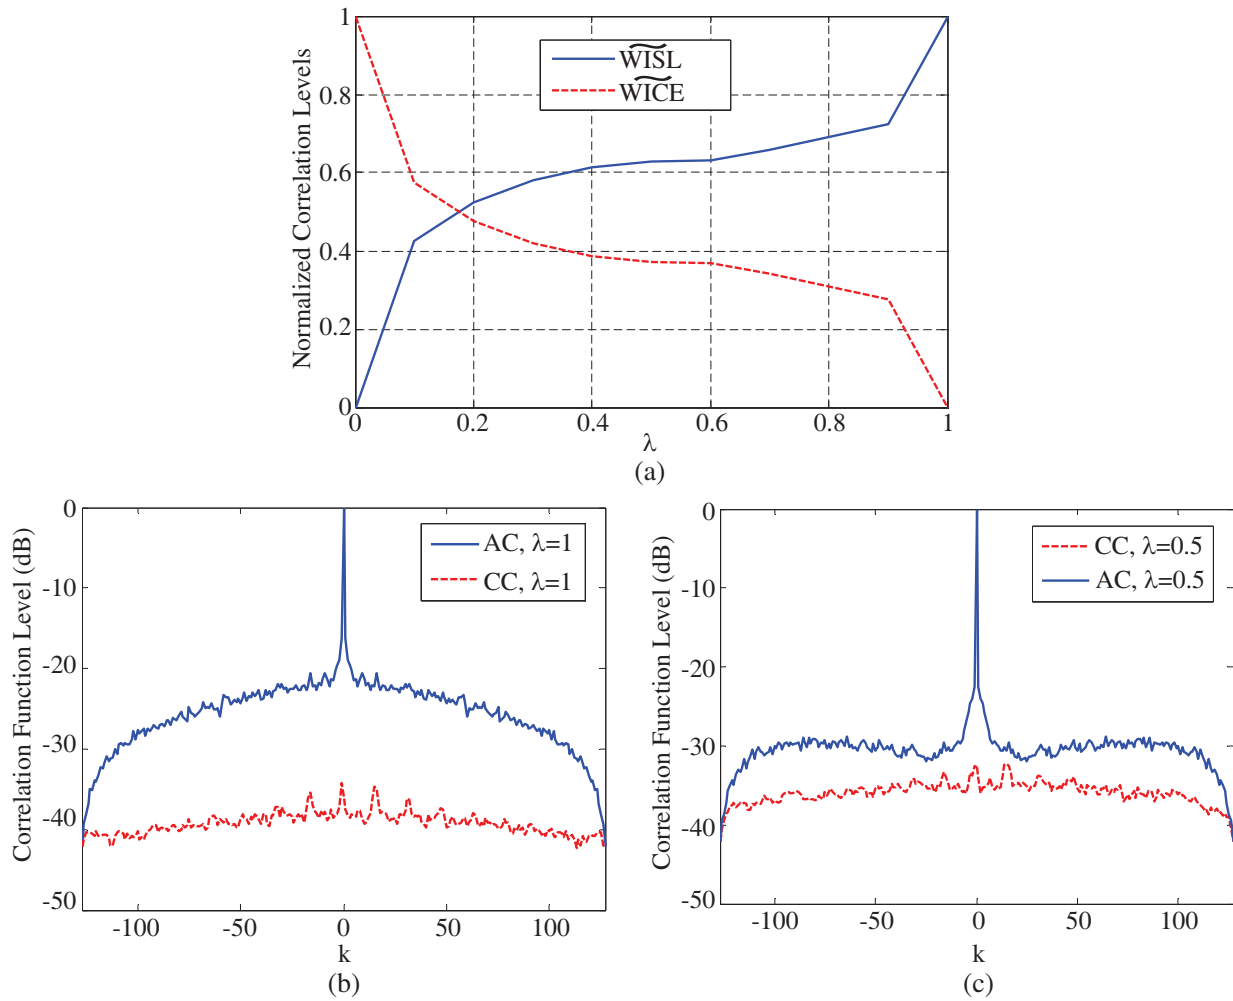 Normalized Correlation Levels
1
0.8
0.6
0.4
0.2
0
WISL
WICE
0 0.2 0.4 0.6 0.8 1
λ
(a)
Correlation Function Level (dB)
0
-10
-20
-30
-40
-50
AC, λ=1
CC, λ=1
-100 -50 0 50 100
k
(b)
Correlation Function Level (dB)
0
-10
-20
-30
-40
-50
CC, λ=0.5
AC, λ=0.5
-100 -50 0 50 100
k
(c)